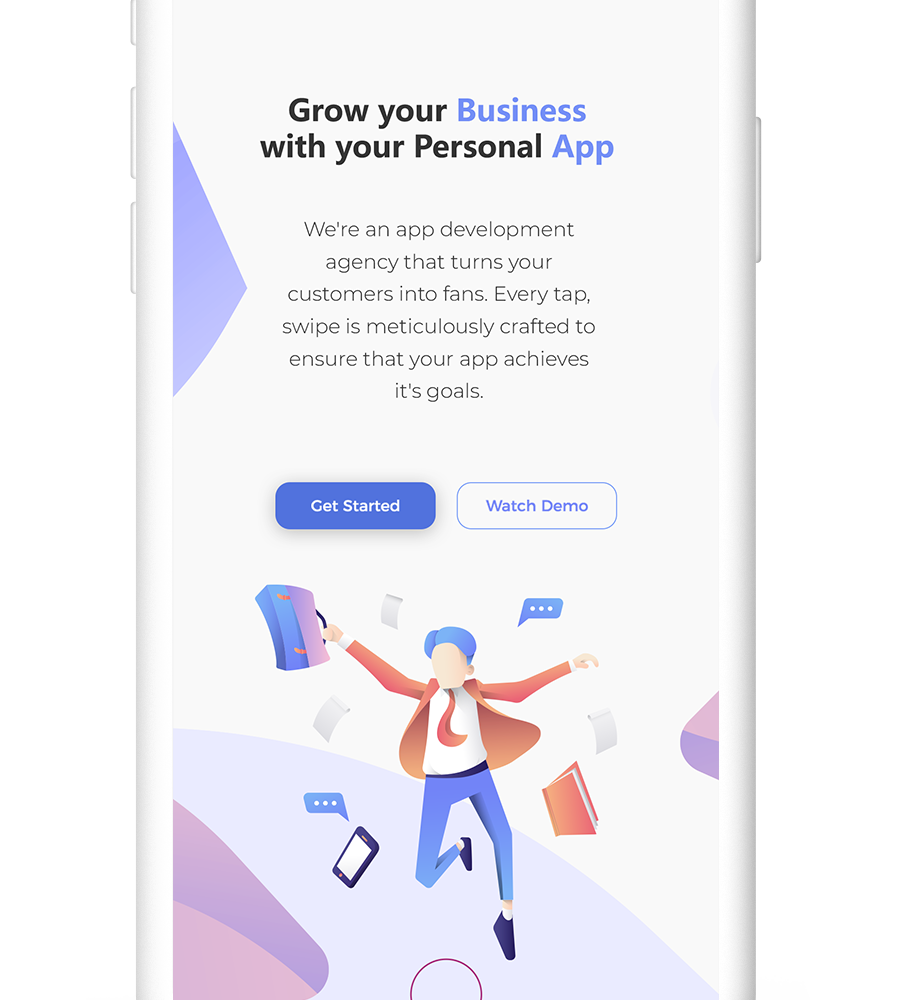 Grow your Business
with your Personal App
We're an app development
agency that turns your
customers into fans. Every tap,
swipe is meticulously crafted to
ensure that your app achieves
it's goals.
Get Started
Watch Demo